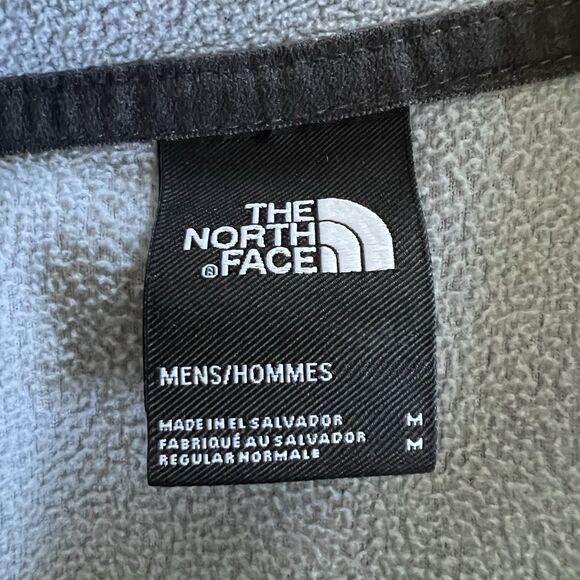 THE
NORTH
®FACE
MENS/HOMMES
MADE IN EL SALVADOR M
FABRIQUÉ AU SALVADOR M
REGULAR NORMALE